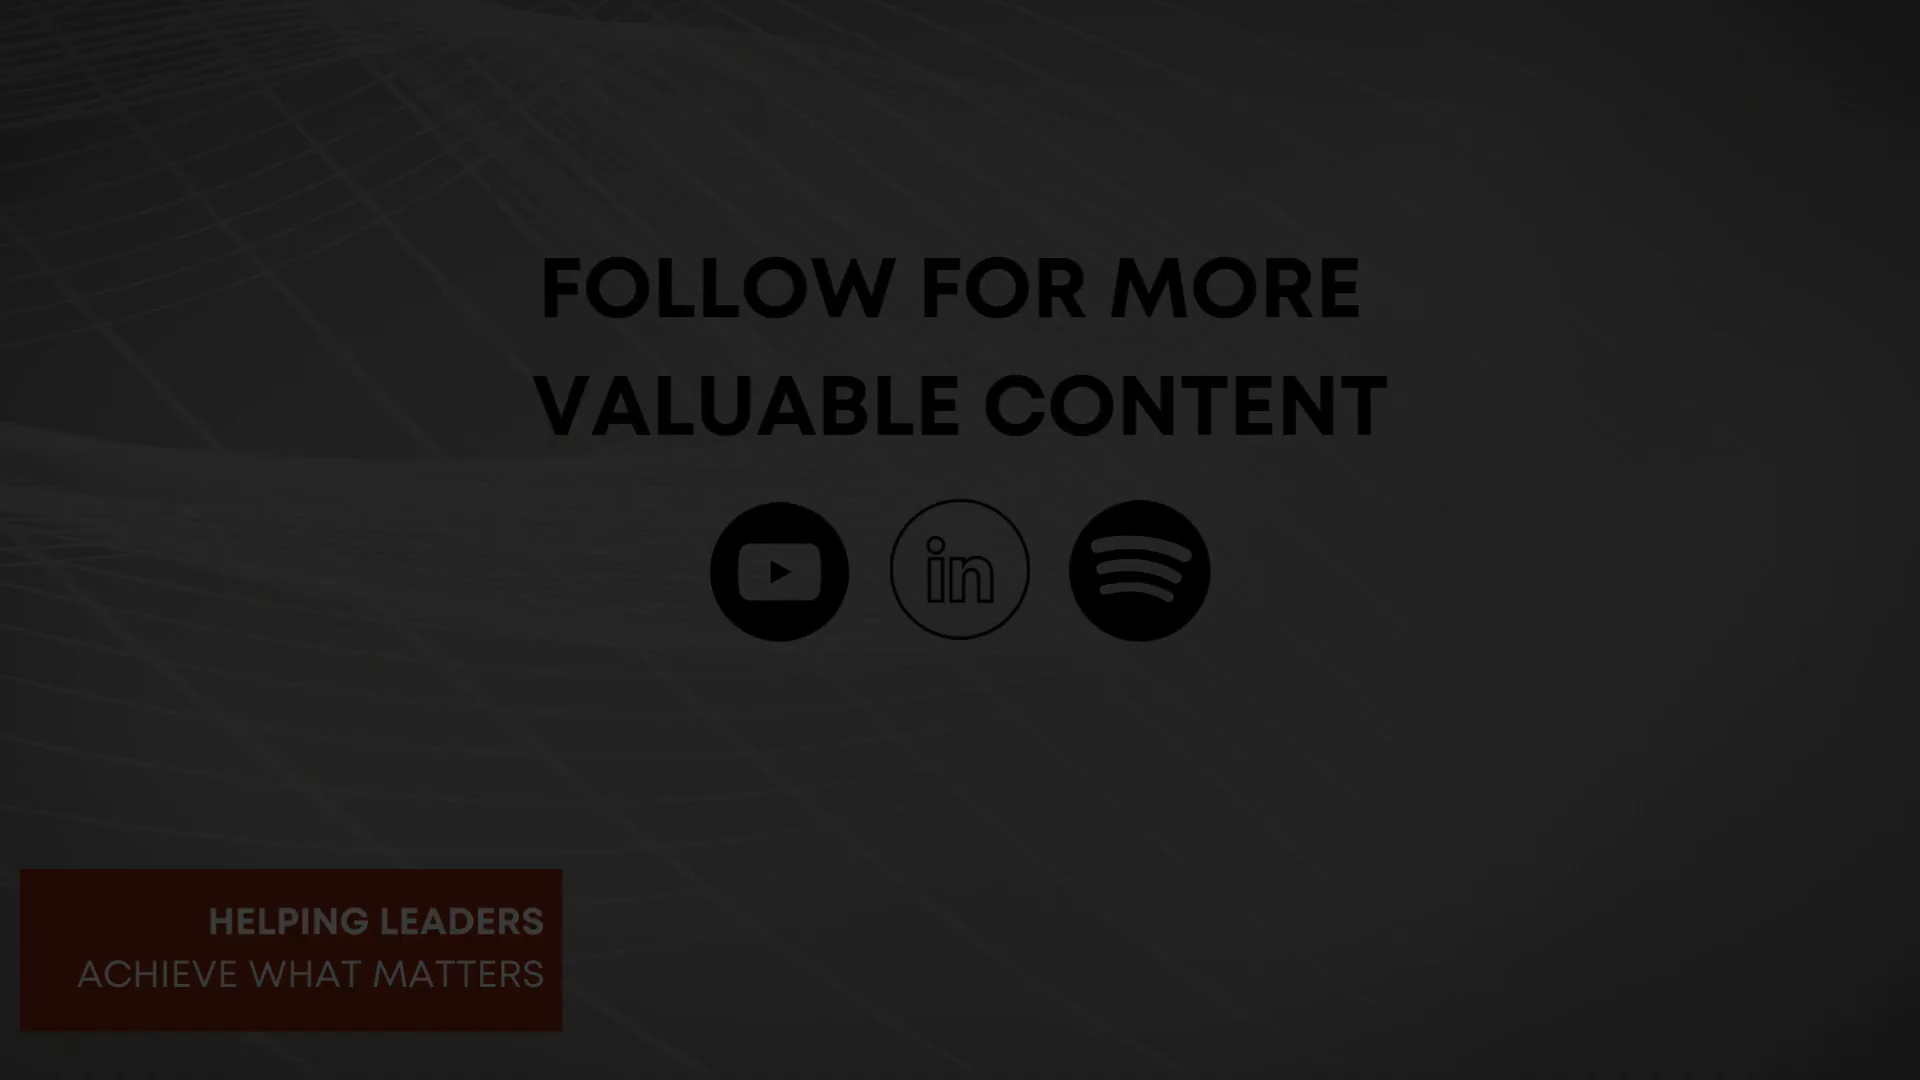 FOLLOW FOR MORE
VALUABLE CONTENT
in
HELPING LEADERS
ACHIEVE WHAT MATTERS